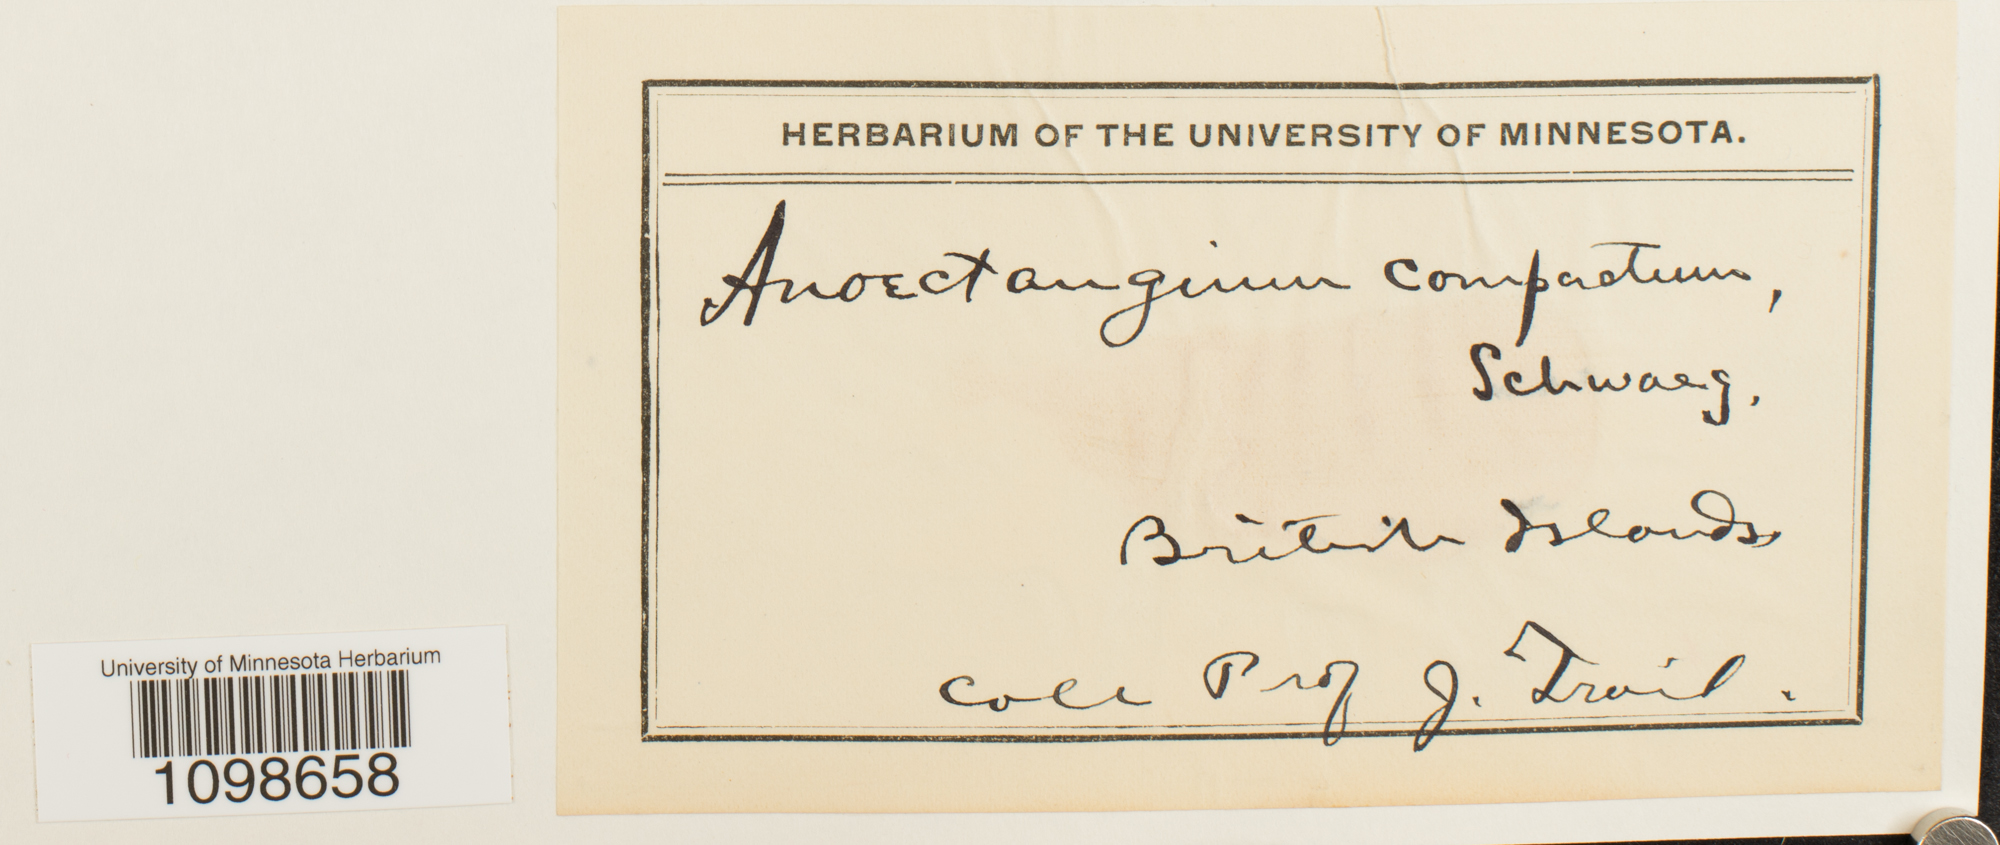 HERBARIUM OF THE UNIVERSITY OF MINNESOTA.
Anoectangium compactum,
Schwaeg.
British Islands
Coll Prof J. Trail.
University of Minnesota Herbarium
1098658